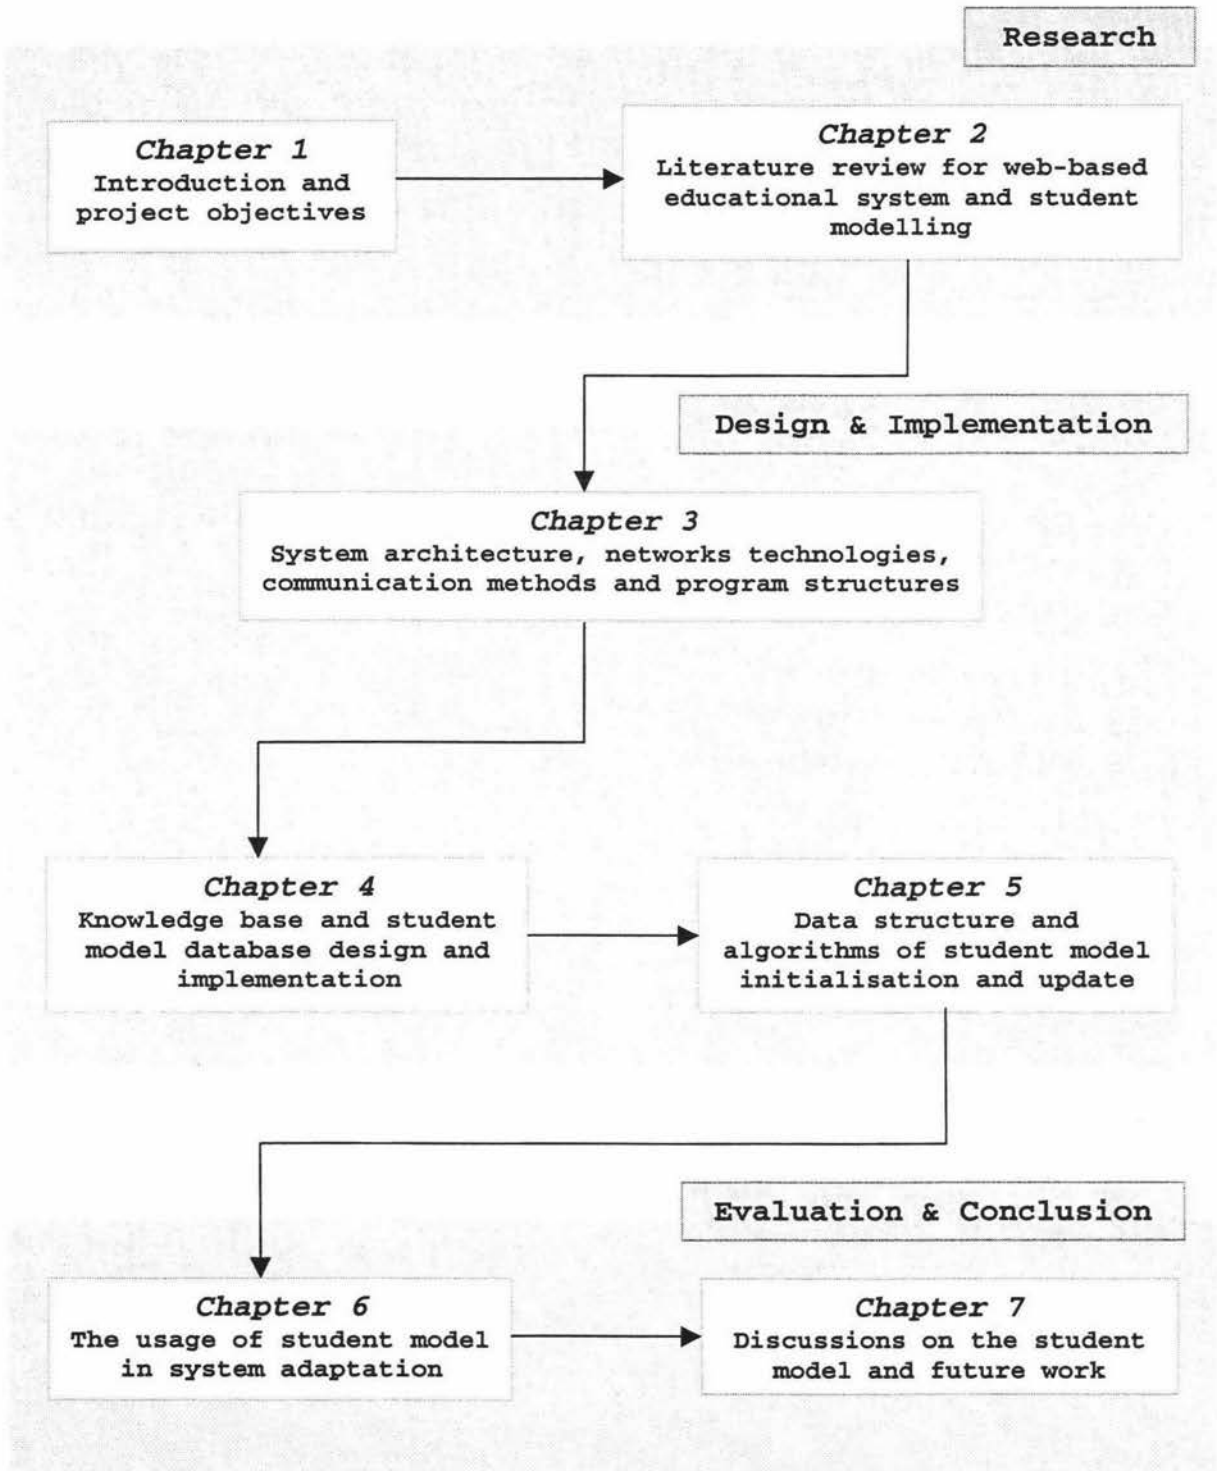 Research
Chapter 1
Introduction and
project objectives
Chapter 2
Literature review for web-based
educational system and student
modelling
Design & Implementation
Chapter 3
System architecture, networks technologies,
communication methods and program structures
Chapter 4
Knowledge base and student
model database design and
implementation
Chapter 5
Data structure and
algorithms of student model
initialisation and update
Evaluation & Conclusion
Chapter 6
The usage of student model
in system adaptation
Chapter 7
Discussions on the student
model and future work